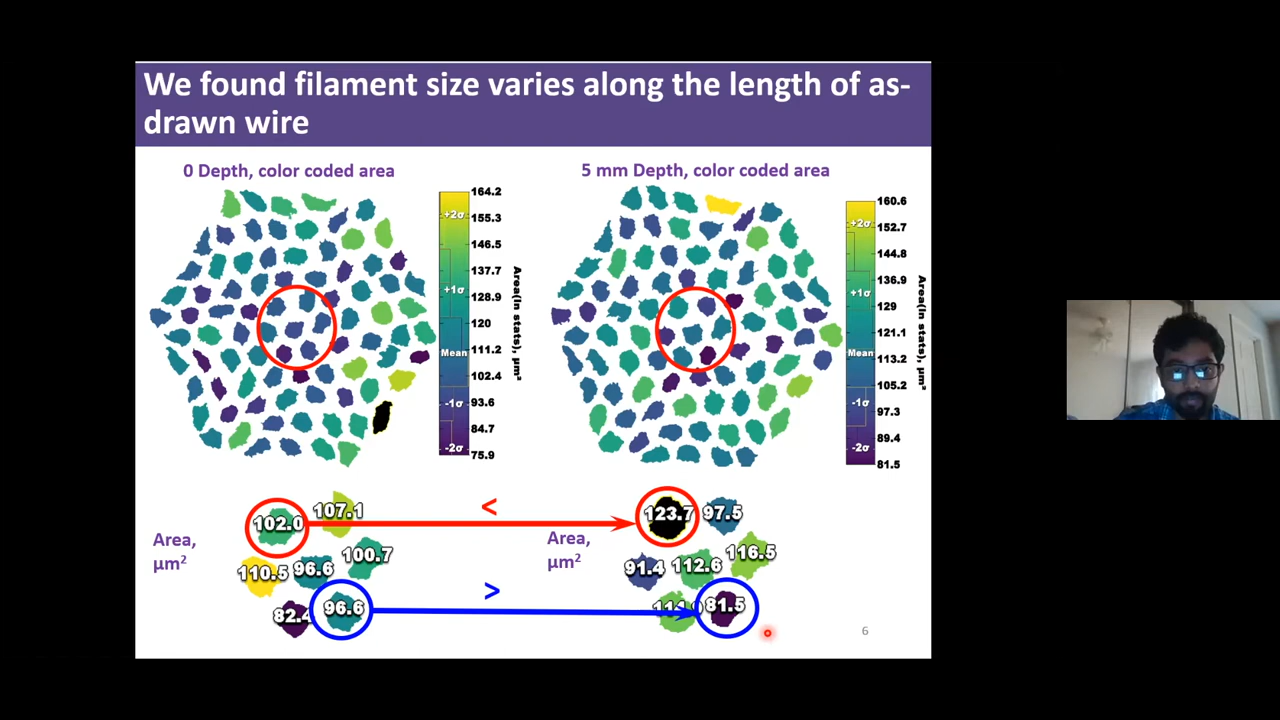 We found filament size varies along the length of as-
drawn wire
0 Depth, color coded area
5 mm Depth, color coded area
164.2
+2σ
155.3
146.5
137.7
+1σ
128.9
120
111.2
Mean
102.4
-1σ
93.6
84.7
-2σ
75.9
Area(In stats), μm²
160.6
+2σ
152.7
144.8
136.9
+1σ
129
121.1
113.2
Mean
105.2
-1σ
97.3
89.4
-2σ
81.5
Area(In stats), μm²
Area,
μm²
102.0
107.1
110.5
96.6
100.7
96.6
<
>
Area,
μm²
123.7
97.5
91.4
112.6
116.5
81.5
6